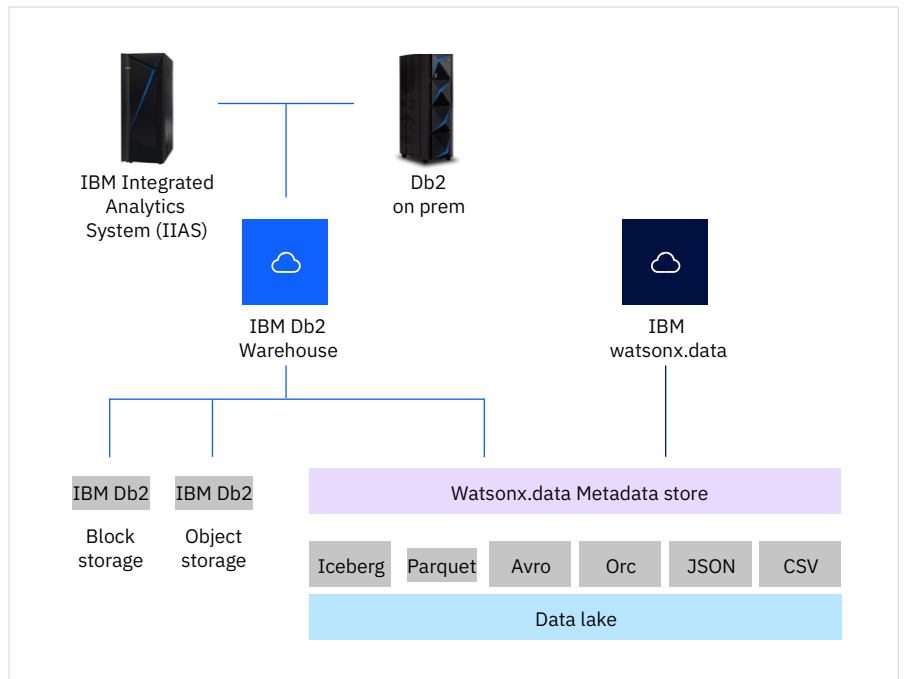 IBM Integrated
Analytics
System (IIAS)
Db2
on prem
IBM Db2
Warehouse
IBM
watsonx.data
IBM Db2
IBM Db2
Block
storage
Object
storage
Watsonx.data Metadata store
Iceberg
Parquet
Avro
Orc
JSON
CSV
Data lake